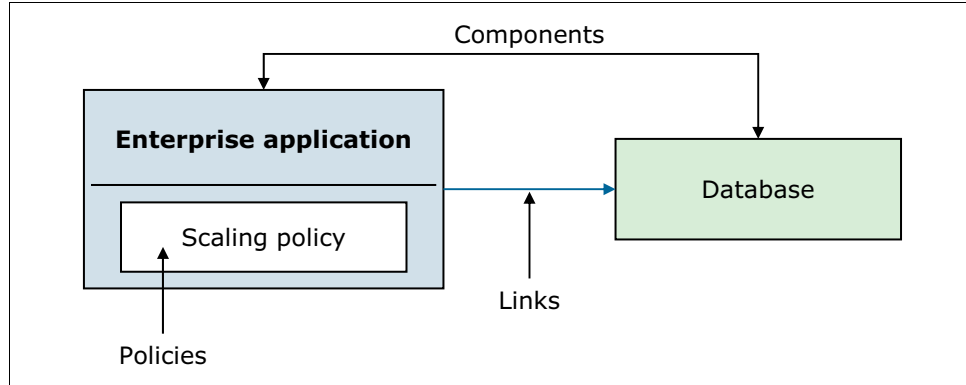 Components
Enterprise application
Database
Scaling policy
Links
Policies